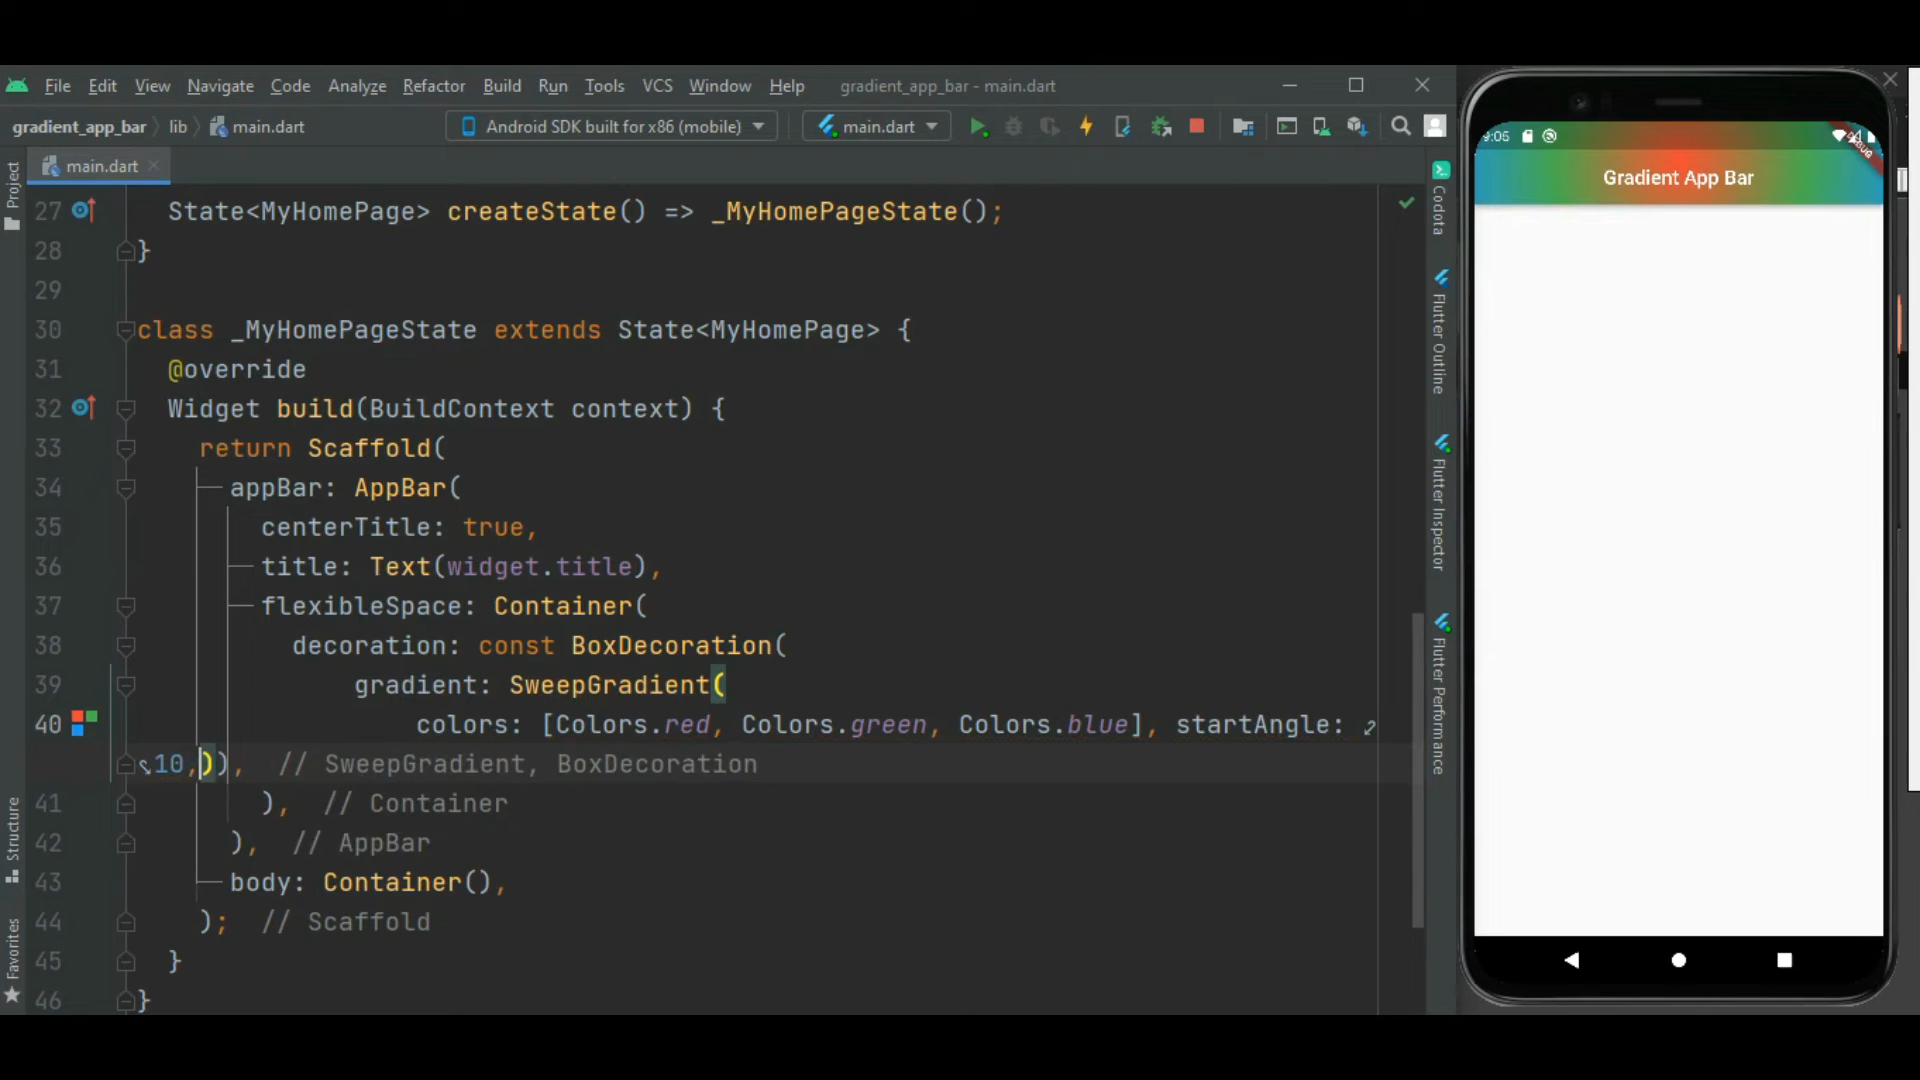 File Edit View Navigate Code Analyze Refactor Build Run Tools VCS Window Help gradient_app_bar - main.dart
gradient_app_bar lib main.dart Android SDK built for x86 (mobile) main.dart
main.dart
27 State<MyHomePage> createState() => _MyHomePageState();
28 }
29
30 class _MyHomePageState extends State<MyHomePage> {
31 @override
32 Widget build(BuildContext context) {
33 return Scaffold(
34 appBar: AppBar(
35 centerTitle: true,
36 title: Text(widget.title),
37 flexibleSpace: Container(
38 decoration: const BoxDecoration(
39 gradient: SweepGradient(
40 colors: [Colors.red, Colors.green, Colors.blue], startAngle:
10,)), // SweepGradient, BoxDecoration
41 ), // Container
42 ), // AppBar
43 body: Container(),
44 ); // Scaffold
45 }
46 }
Project
Structure
Favorites
Codota
Flutter Outline
Flutter Inspector
Flutter Performance
9:05
DEBUG
Gradient App Bar